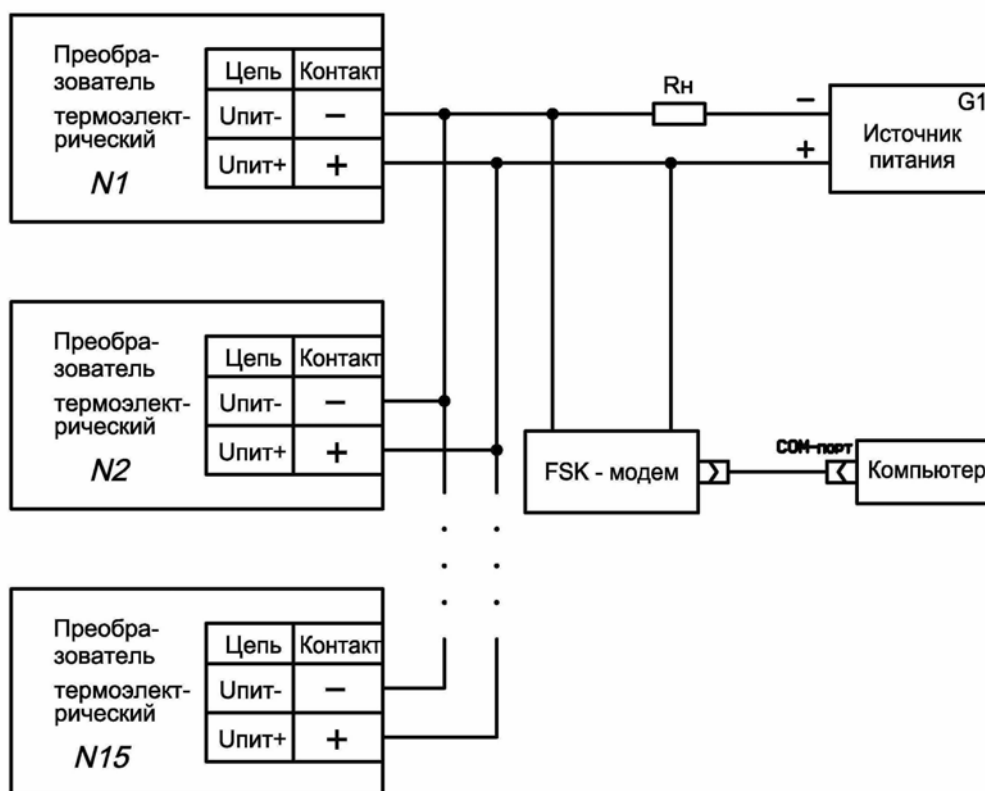 Преобра-
зователь
термоэлект-
рический
N1
Цепь Контакт
Uпит- −
Uпит+ +
Rн
−
+
G1
Источник
питания
Преобра-
зователь
термоэлект-
рический
N2
Цепь Контакт
Uпит- −
Uпит+ +
FSK - модем
COM-порт
Компьютер
Преобра-
зователь
термоэлект-
рический
N15
Цепь Контакт
Uпит- −
Uпит+ +